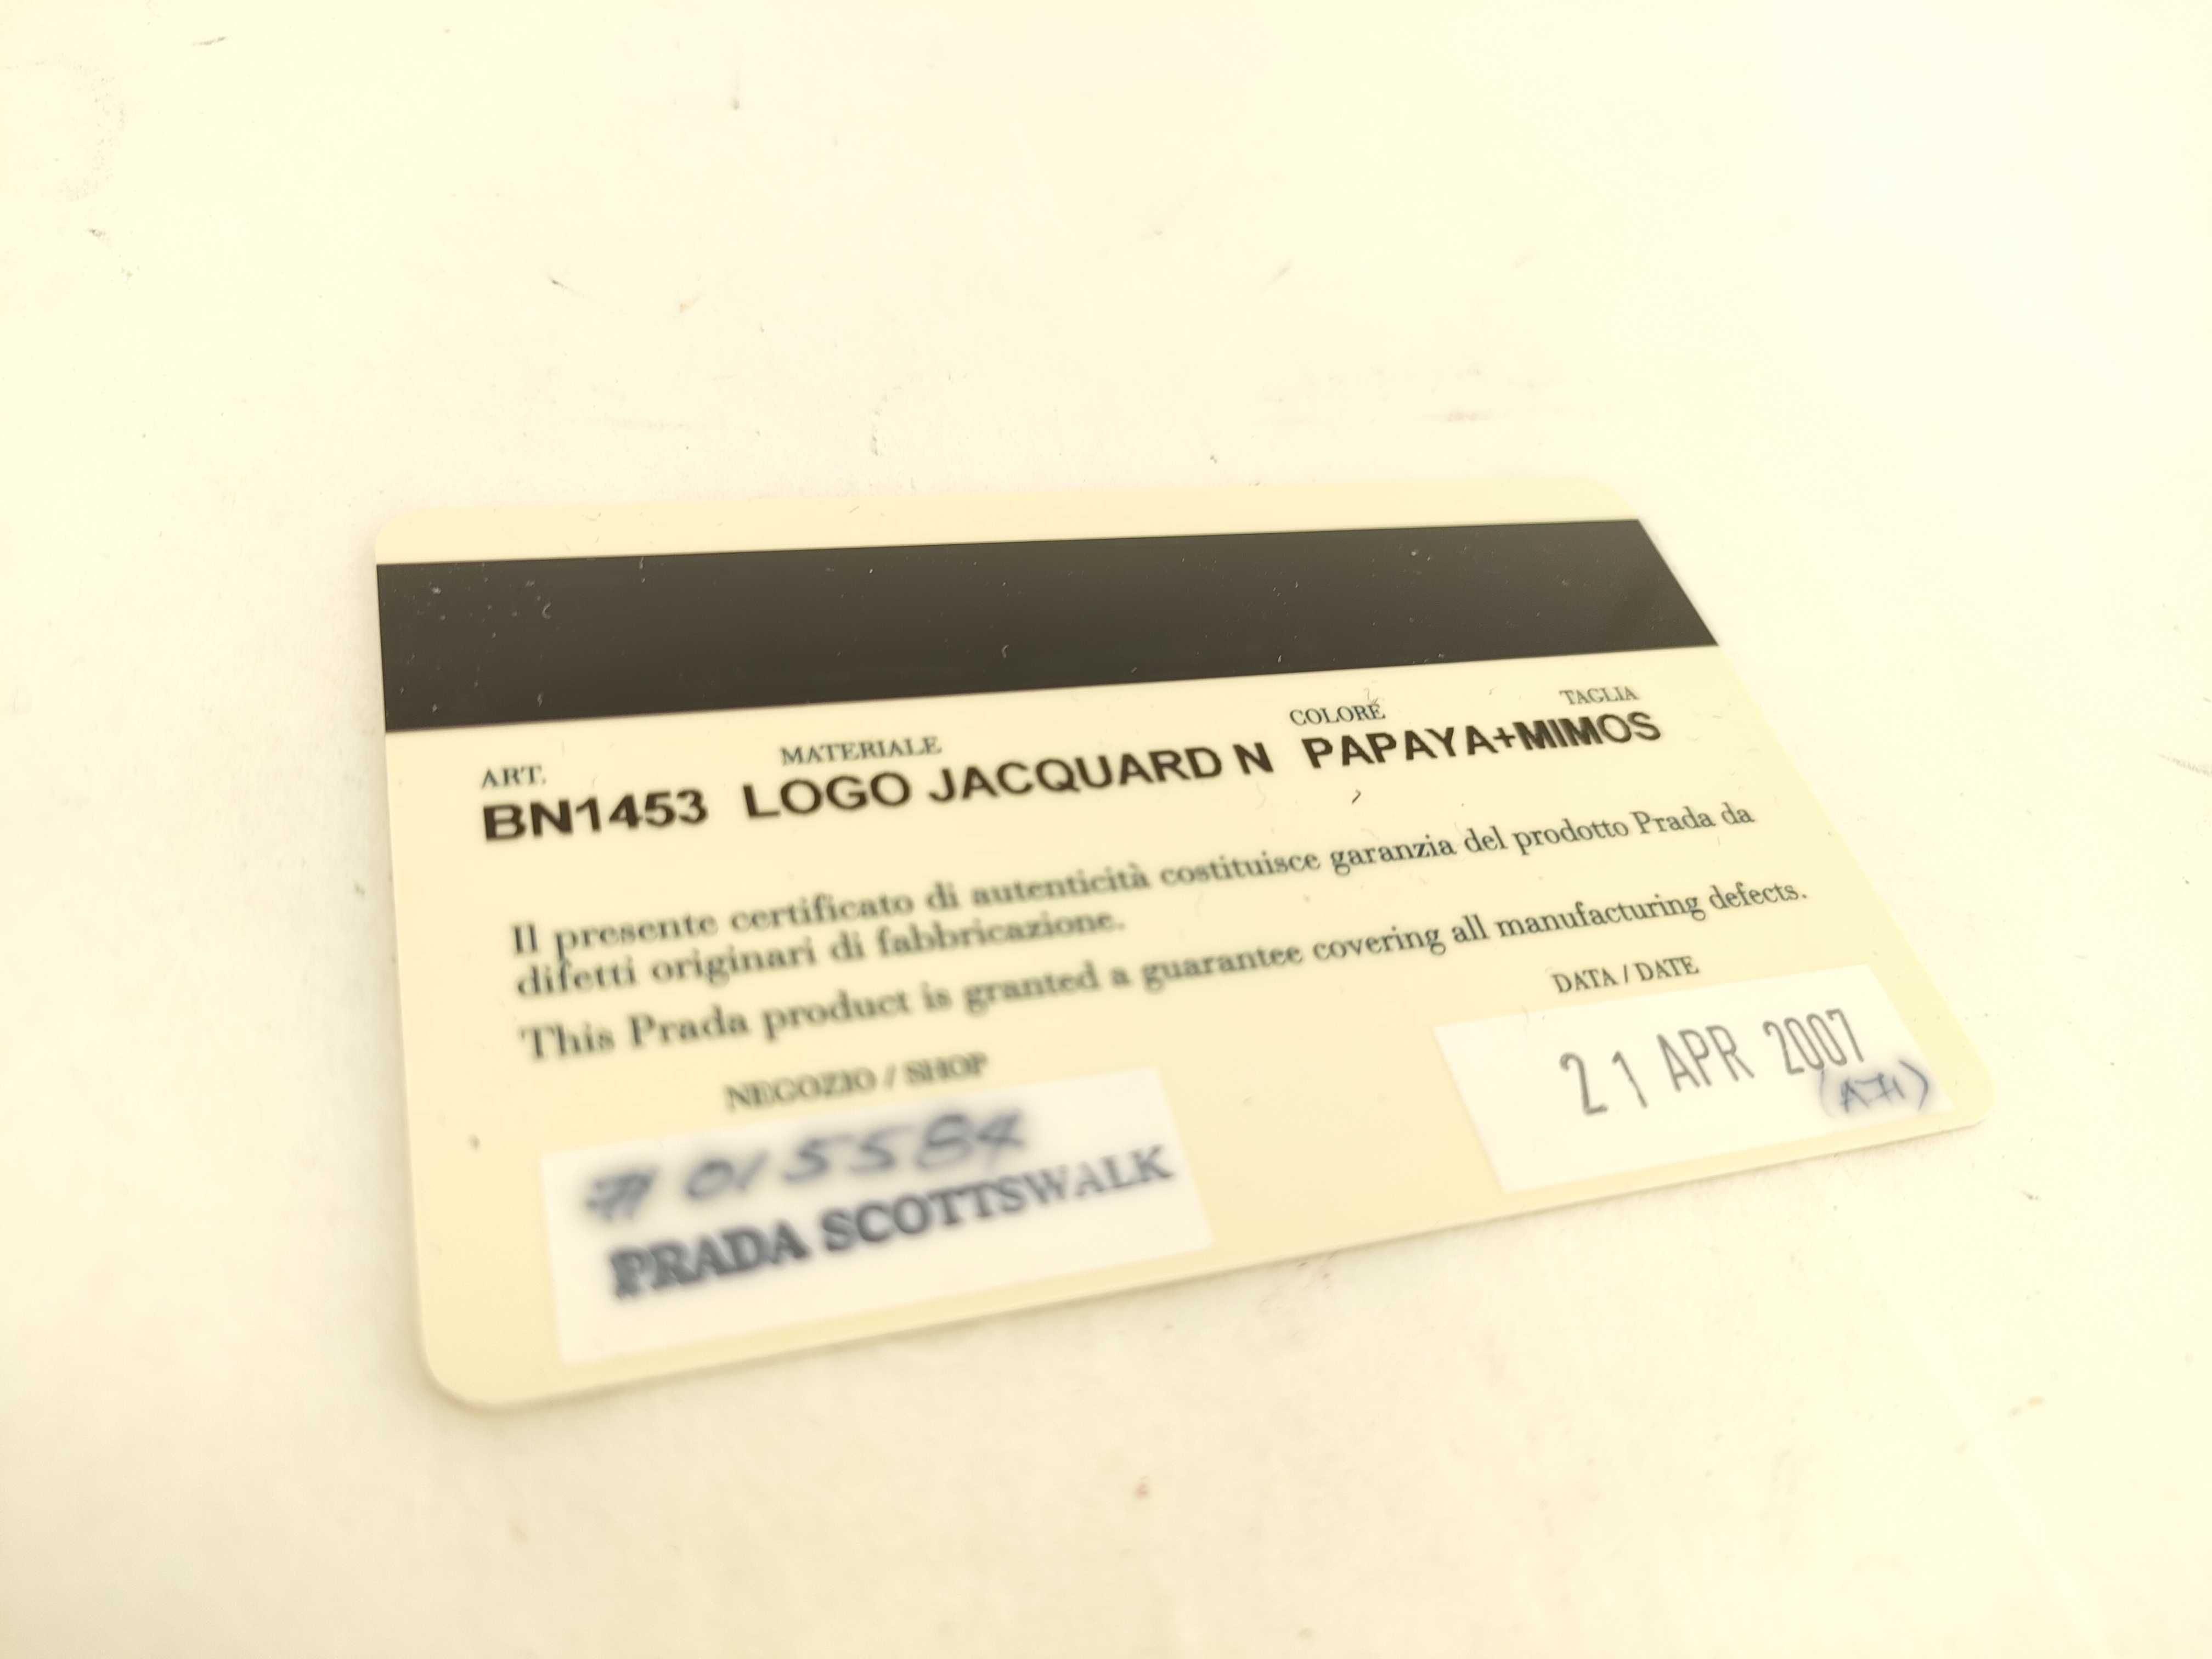 ART. MATERIALE COLORE TAGLIA
BN1453 LOGO JACQUARD N PAPAYA+MIMOS
Il presente certificato di autenticità costituisce garanzia del prodotto Prada da
difetti originari di fabbricazione.
This Prada product is granted a guarantee covering all manufacturing defects.
NEGOZIO / SHOP
# 015584
PRADA SCOTTSWALK
DATA / DATE
21 APR 2007
(A71)